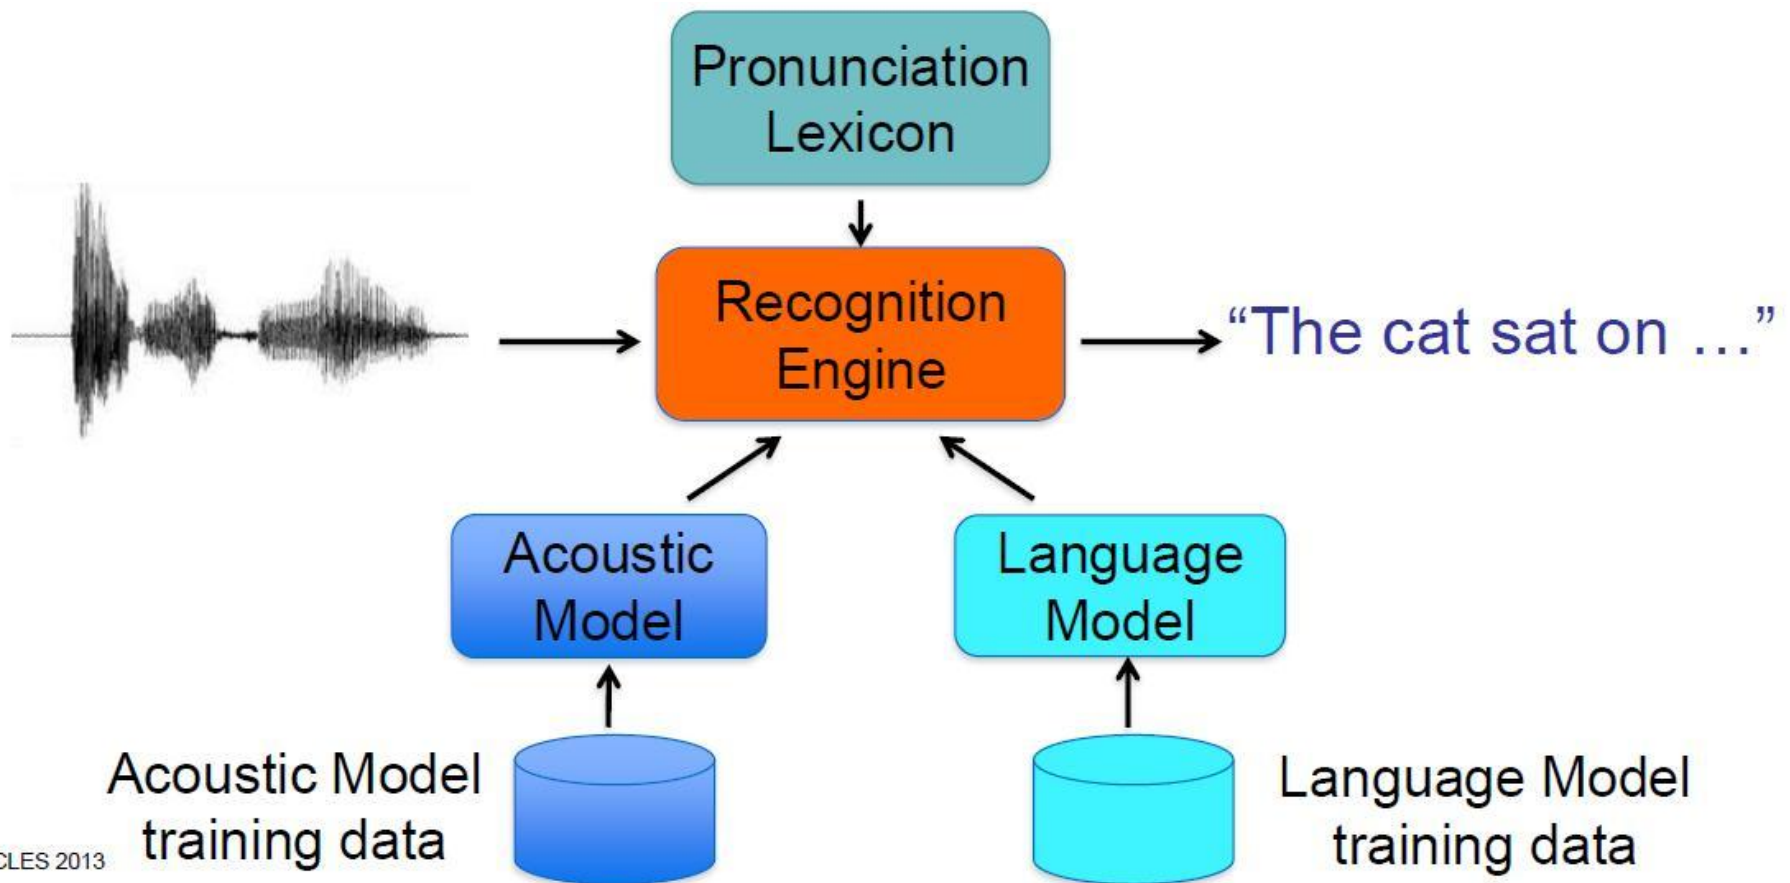 Pronunciation
Lexicon
Recognition
Engine
“The cat sat on ...”
Acoustic
Model
Language
Model
Acoustic Model
training data
Language Model
training data
CLES 2013